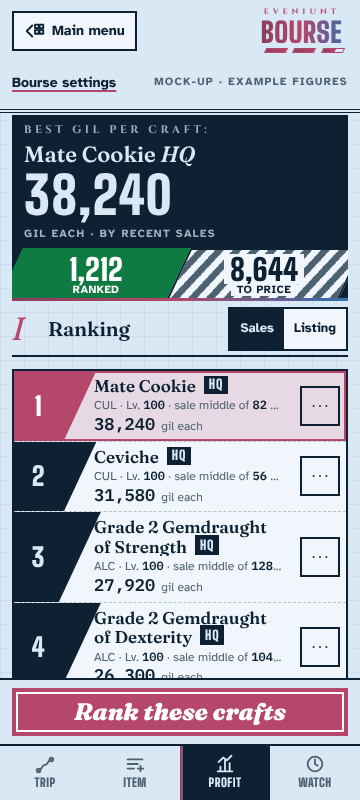 Main menu
EVENIUNT
BOURSE
Bourse settings
MOCK-UP · EXAMPLE FIGURES
BEST GIL PER CRAFT:
Mate Cookie HQ
38,240
GIL EACH · BY RECENT SALES
1,212
RANKED
8,644
TO PRICE
I
Ranking
Sales
Listing
1
Mate Cookie HQ
CUL · Lv. 100 · sale middle of 82 ...
38,240 gil each
...
2
Ceviche HQ
CUL · Lv. 100 · sale middle of 56 ...
31,580 gil each
...
3
Grade 2 Gemdraught
of Strength HQ
ALC · Lv. 100 · sale middle of 128...
27,920 gil each
...
4
Grade 2 Gemdraught
of Dexterity HQ
ALC · Lv. 100 · sale middle of 104...
26,300 gil each
...
Rank these crafts
TRIP
ITEM
PROFIT
WATCH